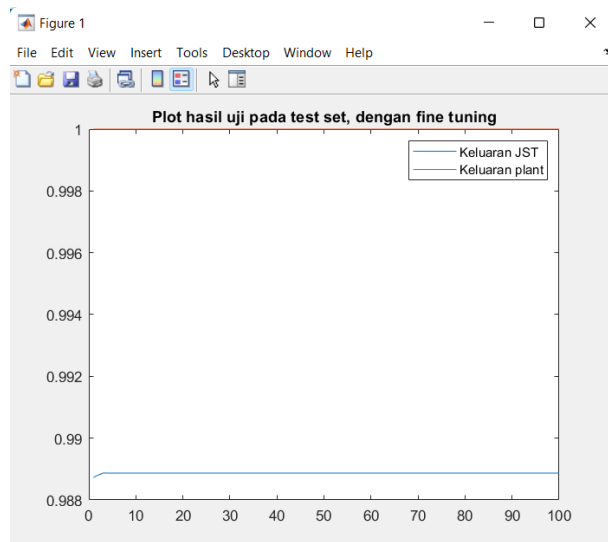 Figure 1
File Edit View Insert Tools Desktop Window Help
Plot hasil uji pada test set, dengan fine tuning
1
0.998
0.996
0.994
0.992
0.99
0.988
Keluaran JST
Keluaran plant
0 10 20 30 40 50 60 70 80 90 100